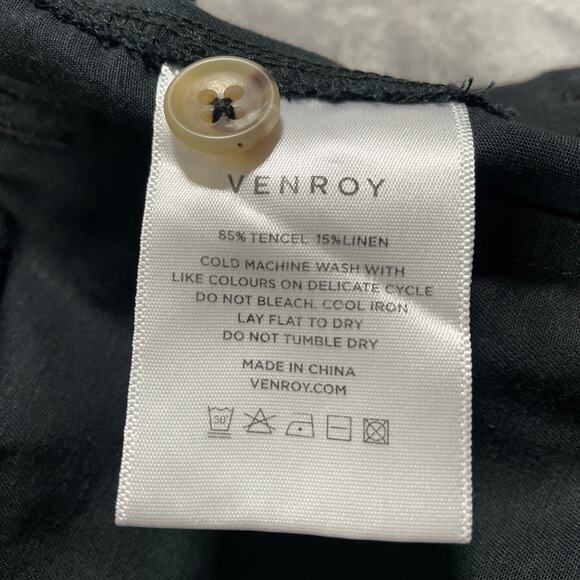 VENROY
85% TENCEL 15%LINEN
COLD MACHINE WASH WITH
LIKE COLOURS ON DELICATE CYCLE
DO NOT BLEACH. COOL IRON
LAY FLAT TO DRY
DO NOT TUMBLE DRY
MADE IN CHINA
VENROY.COM
30°